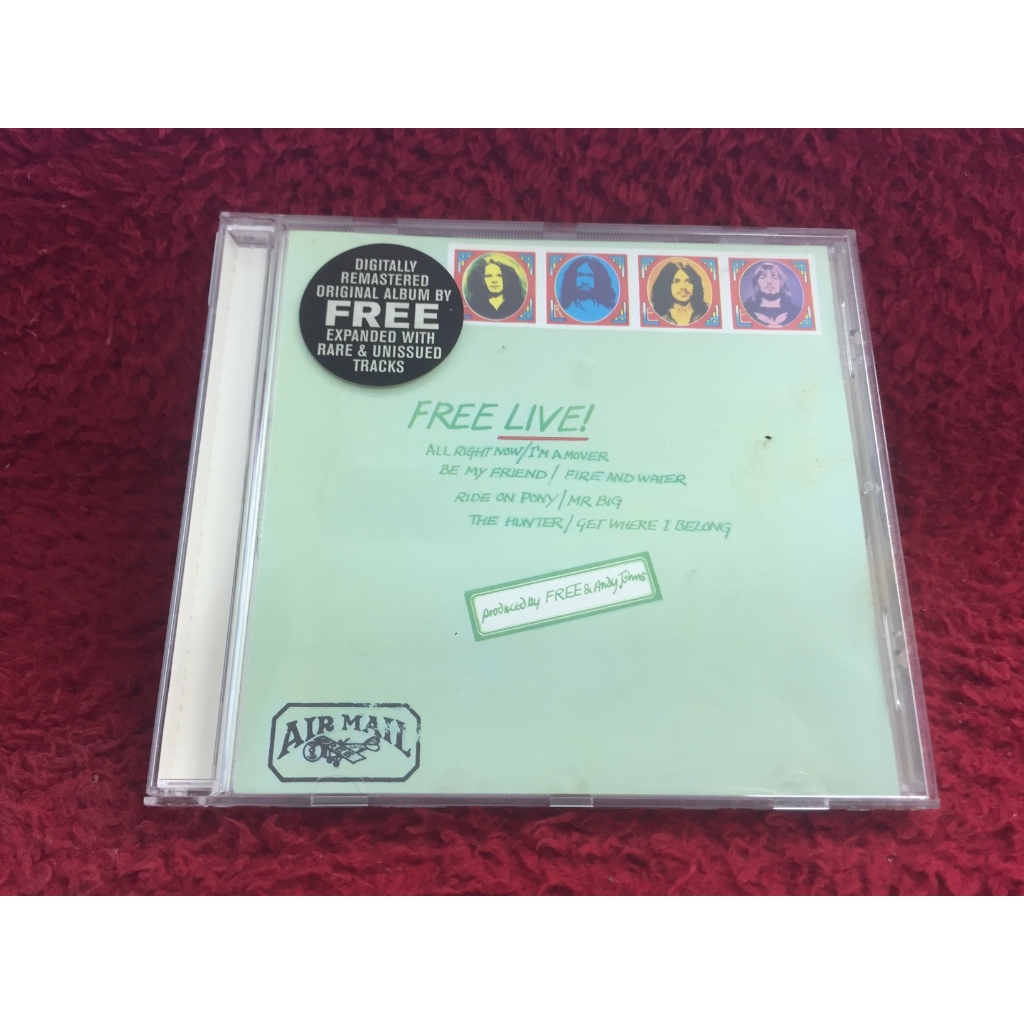 DIGITALLY
REMASTERED
ORIGINAL ALBUM BY
FREE
EXPANDED WITH
RARE & UNISSUED
TRACKS
R E E
FREE LIVE!
ALL RIGHT NOW/I'M A MOVER
BE MY FRIEND/FIRE AND WATER
RIDE ON PONY/MR BIG
THE HUNTER/GET WHERE I BELONG
produced by FREE & Andy Johns
AIR MAIL